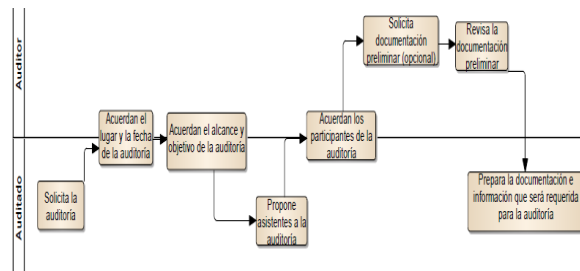 Auditor
Solicita
documentación
preliminar (opcional)
Revisa la
documentación
preliminar
Acuerdan el
lugar y la fecha
de la auditoría
Acuerdan el alcance y
objetivo de la auditoría
Acuerdan los
participantes de la
auditoría
Auditado
Solicita la
auditoría
Propone
asistentes a la
auditoría
Prepara la documentación e
información que será requerida
para la auditoría